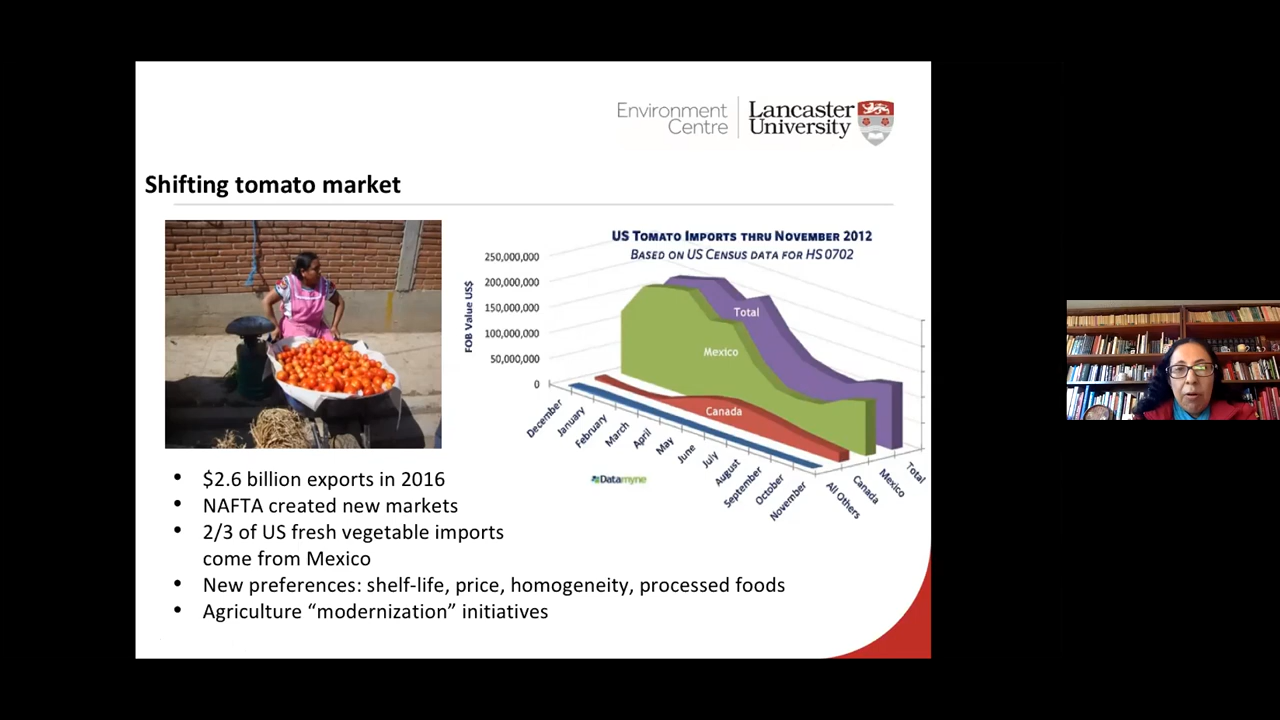 Environment
Centre
Lancaster
University
Shifting tomato market
US TOMATO IMPORTS THRU NOVEMBER 2012
BASED ON US CENSUS DATA FOR HS 0702
FOB Value US$
250,000,000
200,000,000
150,000,000
100,000,000
50,000,000
0
Total
Mexico
Canada
December
January
February
March
April
May
June
July
August
September
October
November
All Others
Canada
Mexico
Total
Datamyne
• $2.6 billion exports in 2016
• NAFTA created new markets
• 2/3 of US fresh vegetable imports
come from Mexico
• New preferences: shelf-life, price, homogeneity, processed foods
• Agriculture “modernization” initiatives